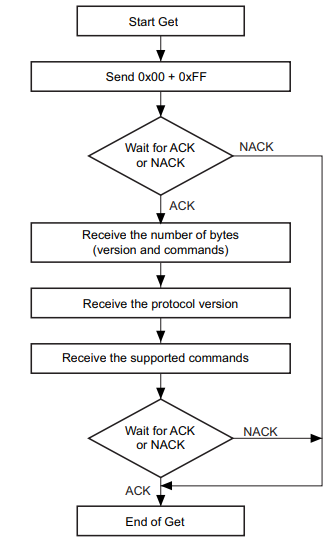 Start Get
Send 0x00 + 0xFF
Wait for ACK
or NACK
NACK
ACK
Receive the number of bytes
(version and commands)
Receive the protocol version
Receive the supported commands
Wait for ACK
or NACK
NACK
ACK
End of Get